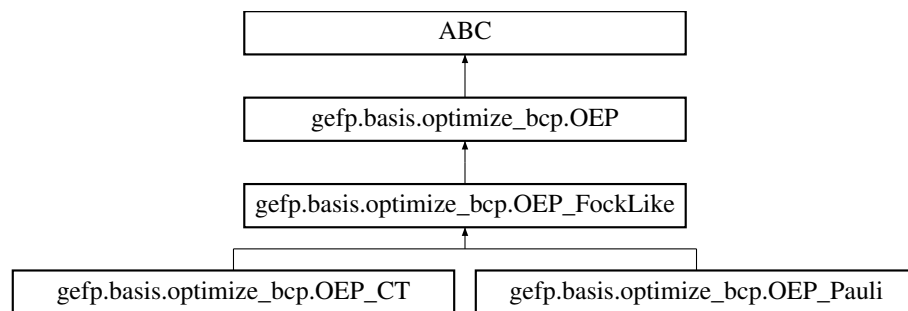 ABC
gefp.basis.optimize_bcp.OEP
gefp.basis.optimize_bcp.OEP_FockLike
gefp.basis.optimize_bcp.OEP_CT
gefp.basis.optimize_bcp.OEP_Pauli